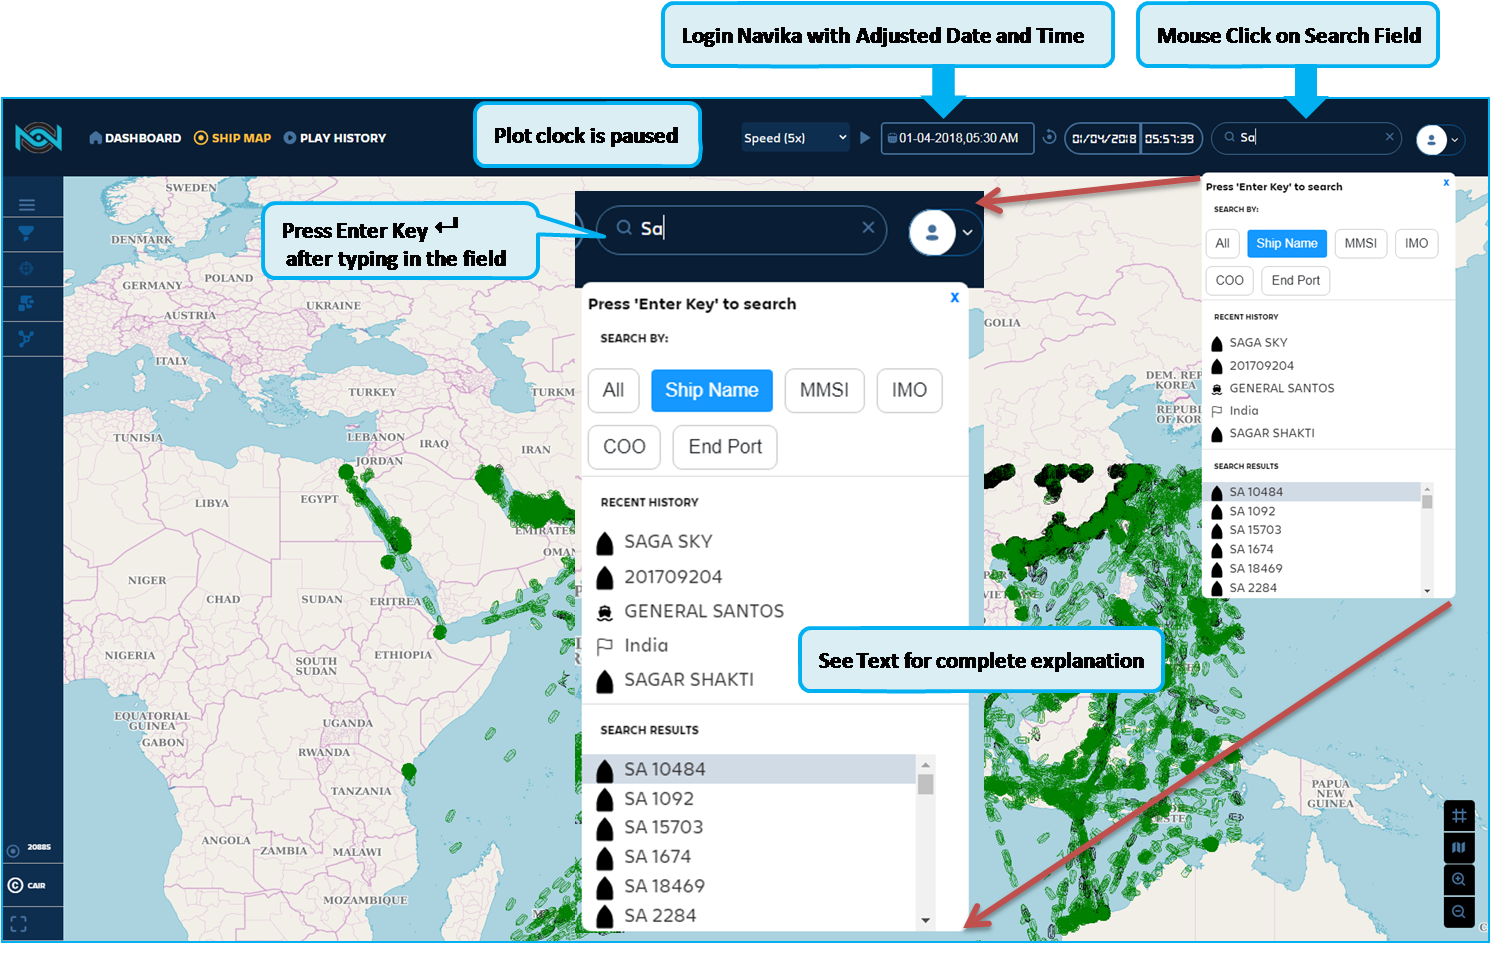 Login Navika with Adjusted Date and Time
Mouse Click on Search Field
Plot clock is paused
DASHBOARD
SHIP MAP
PLAY HISTORY
Speed (5x)
01-04-2018,05:30 AM
01/04/2018
05:57:39
Sa
Press Enter Key
after typing in the field
Sa
Press 'Enter Key' to search
x
SEARCH BY:
All
Ship Name
MMSI
IMO
COO
End Port
RECENT HISTORY
SAGA SKY
201709204
GENERAL SANTOS
India
SAGAR SHAKTI
SEARCH RESULTS
SA 10484
SA 1092
SA 15703
SA 1674
SA 18469
SA 2284
Press 'Enter Key' to search
x
SEARCH BY:
All
Ship Name
MMSI
IMO
COO
End Port
RECENT HISTORY
SAGA SKY
201709204
GENERAL SANTOS
India
SAGAR SHAKTI
SEARCH RESULTS
SA 10484
SA 1092
SA 15703
SA 1674
SA 18469
SA 2284
See Text for complete explanation
SWEDEN
DENMARK
POLAND
GERMANY
UKRAINE
AUSTRIA
ITALY
TURKEY
TURKM
TUNISIA
LEBANON
IRAQ
IRAN
JORDAN
LIBYA
EGYPT
EMIRATES
OMAN
NIGER
CHAD
SUDAN
ERITREA
NIGERIA
SOUTH
SUDAN
ETHIOPIA
EQUATORIAL
GUINEA
GABON
UGANDA
RWANDA
TANZANIA
ANGOLA
ZAMBIA
MALAWI
MOZAMBIQUE
GOLIA
DEM. REP
KOREA
REPUBL
OF KOR
PAPUA
NEW
GUINEA
20885
© CAIR